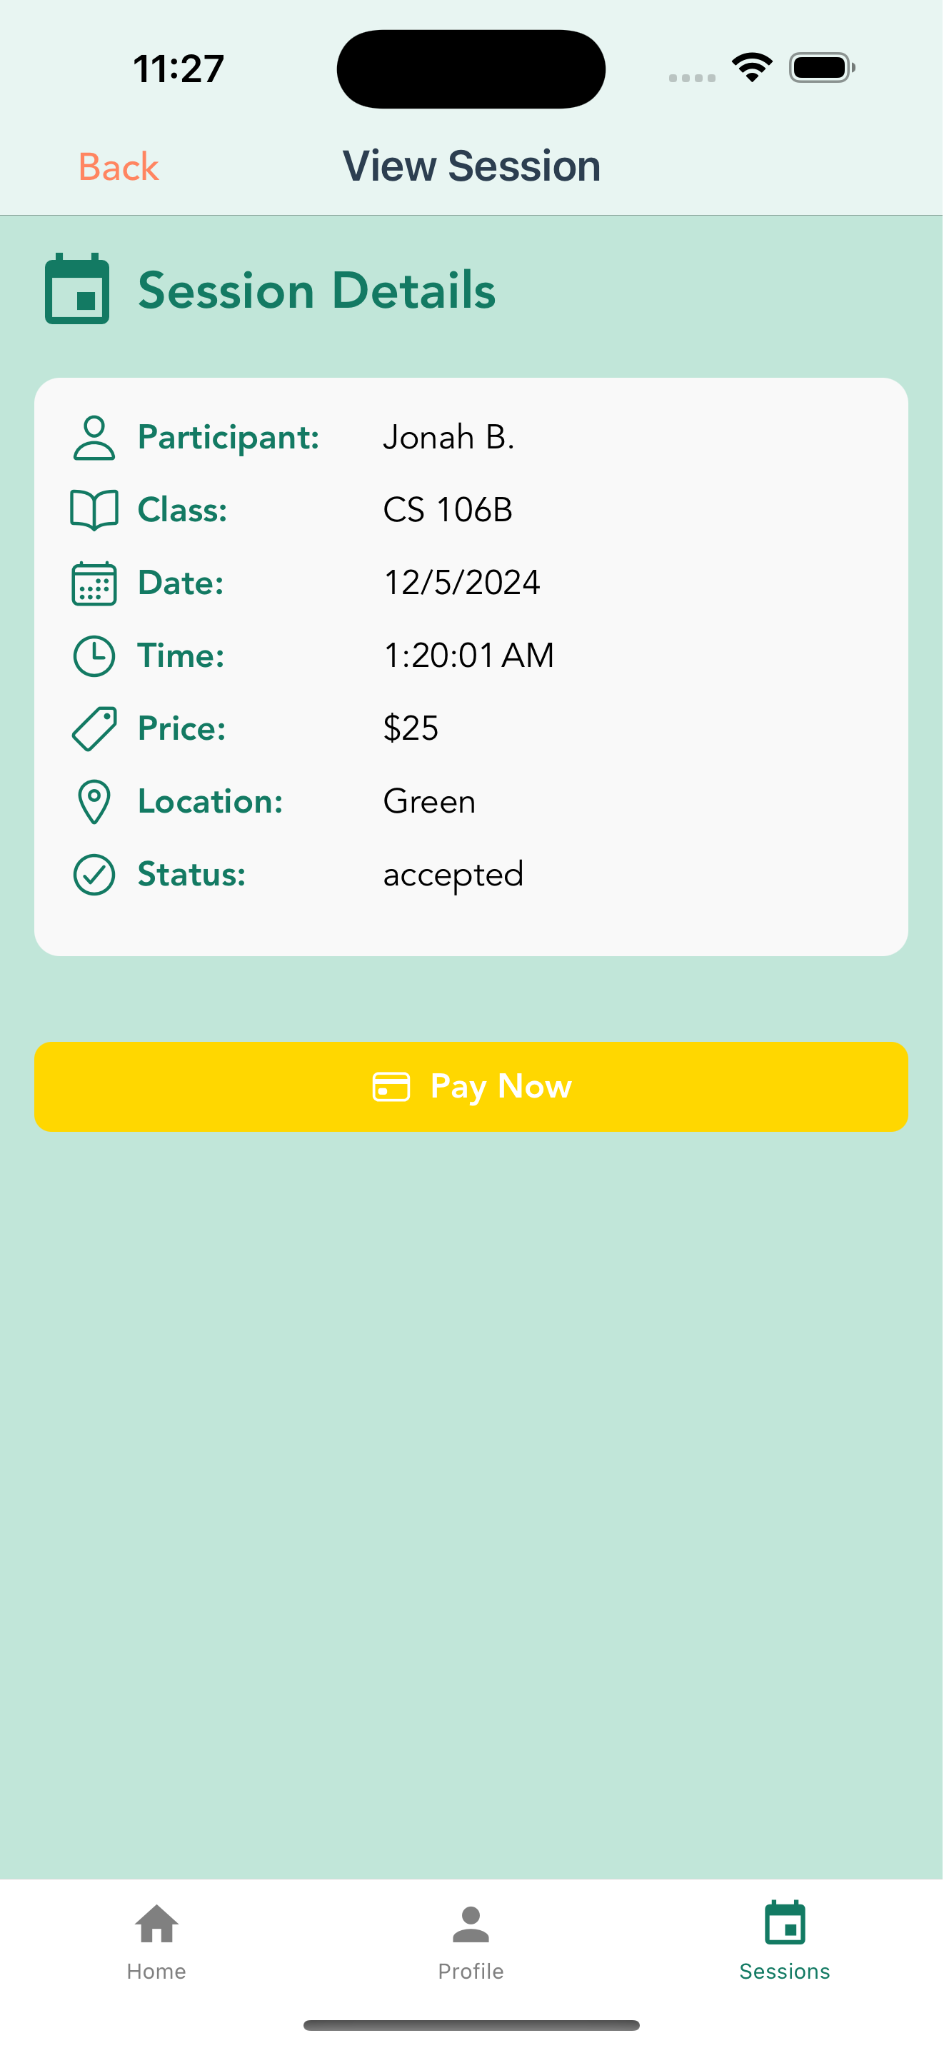 11:27
Back View Session
Session Details
Participant: Jonah B.
Class: CS 106B
Date: 12/5/2024
Time: 1:20:01 AM
Price: $25
Location: Green
Status: accepted
Pay Now
Home Profile Sessions